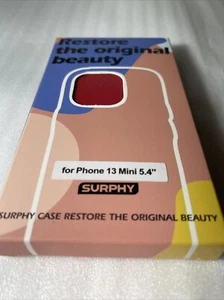 Restore
the original
beauty
for Phone 13 Mini 5.4"
SURPHY
SURPHY CASE RESTORE THE ORIGINAL BEAUTY